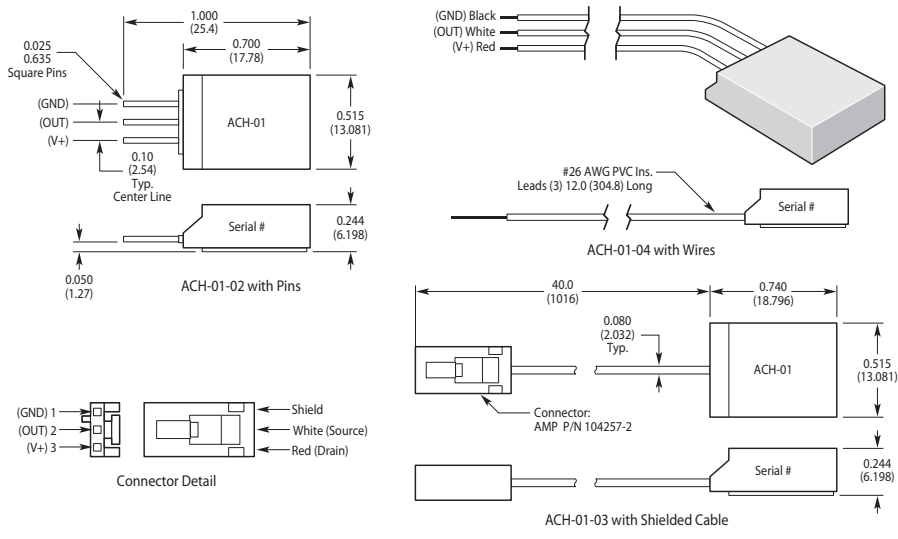 1.000
(25.4)
0.700
(17.78)
0.025
0.635
Square Pins
(GND)
(OUT)
(V+)
ACH-01
0.515
(13.081)
0.10
(2.54)
Typ.
Center Line
Serial #
0.244
(6.198)
0.050
(1.27)
ACH-01-02 with Pins
(GND) Black
(OUT) White
(V+) Red
#26 AWG PVC Ins.
Leads (3) 12.0 (304.8) Long
Serial #
ACH-01-04 with Wires
40.0
(1016)
0.740
(18.796)
0.080
(2.032)
Typ.
ACH-01
0.515
(13.081)
Connector:
AMP P/N 104257-2
Serial #
0.244
(6.198)
ACH-01-03 with Shielded Cable
(GND) 1
(OUT) 2
(V+) 3
Shield
White (Source)
Red (Drain)
Connector Detail